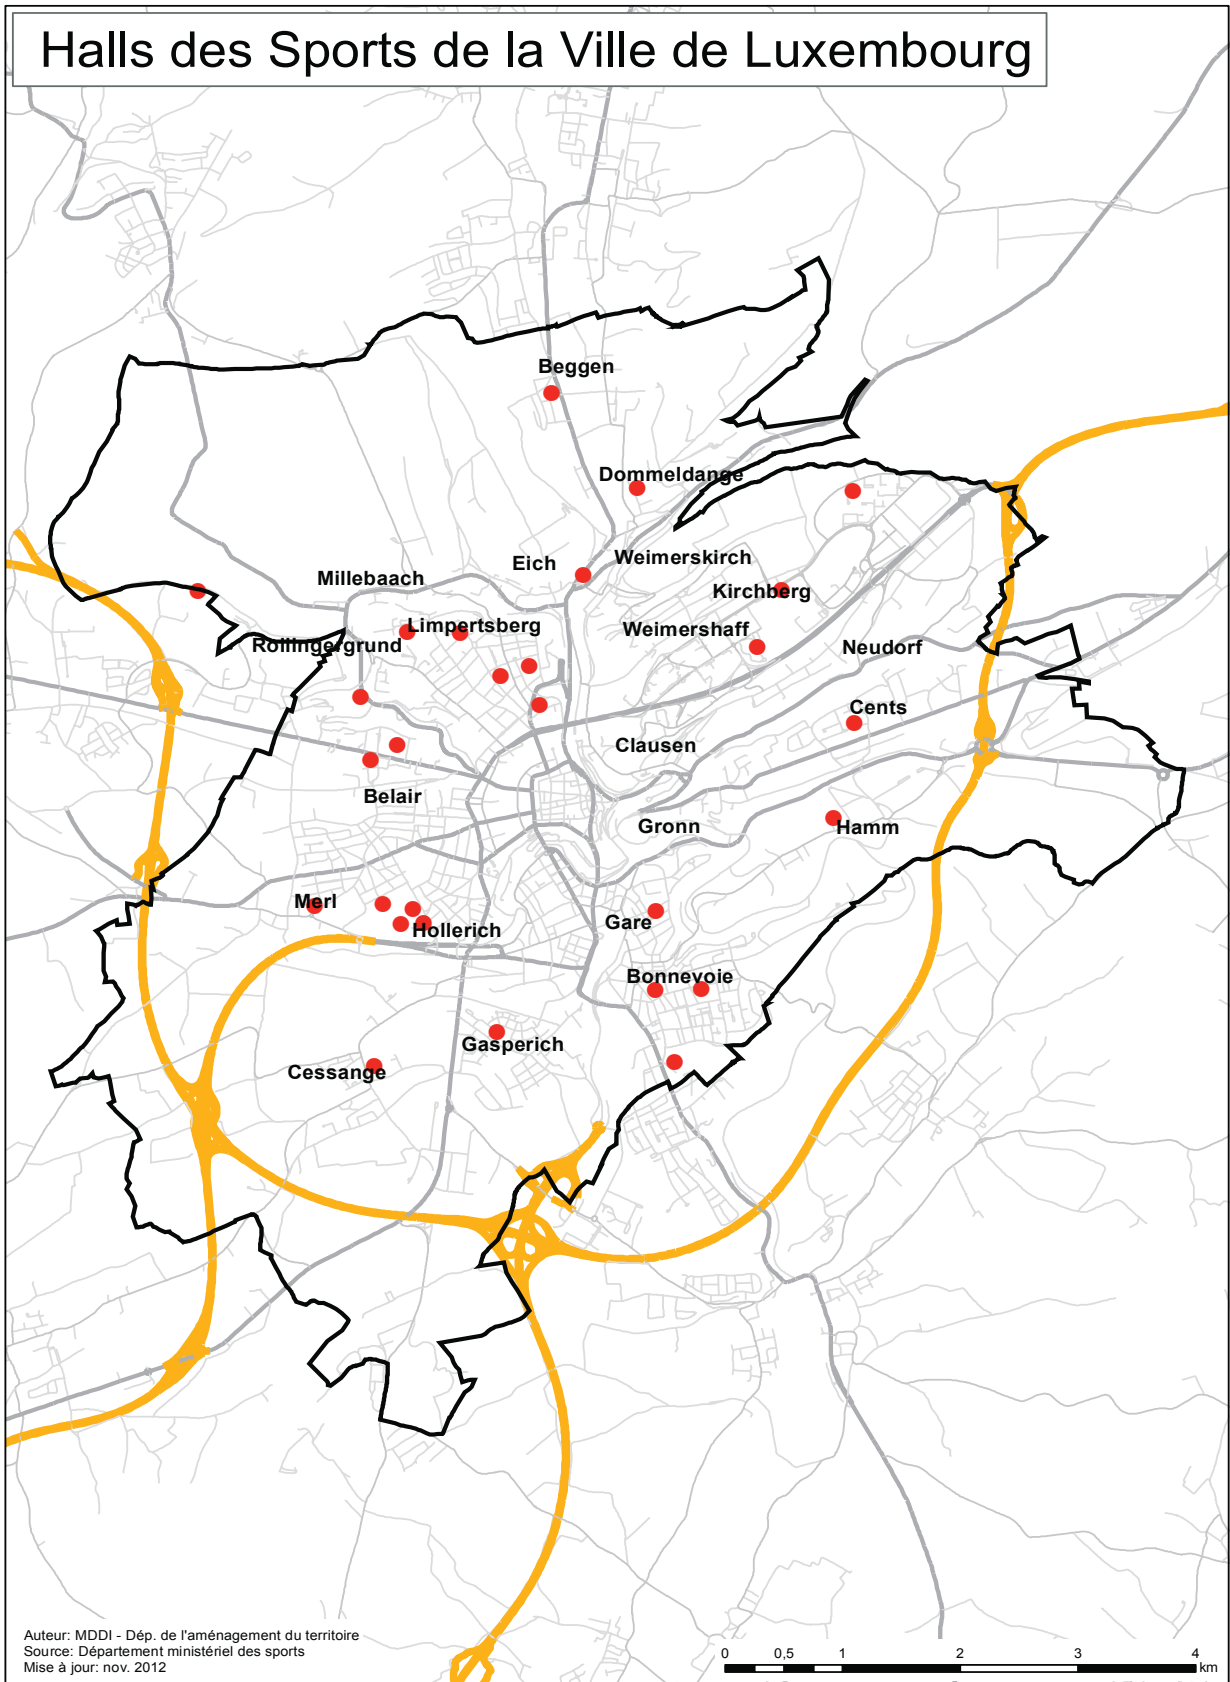 Halls des Sports de la Ville de Luxembourg
Beggen
Dommeldange
Eich
Weimerskirch
Millebaach
Kirchberg
Limpertsberg
Weimershaff
Rollingergrund
Neudorf
Cents
Clausen
Belair
Gronn
Hamm
Merl
Gare
Hollerich
Bonnevoie
Gasperich
Cessange
Auteur: MDDI - Dép. de l'aménagement du territoire
Source: Département ministériel des sports
Mise à jour: nov. 2012
0 0,5 1 2 3 4
km